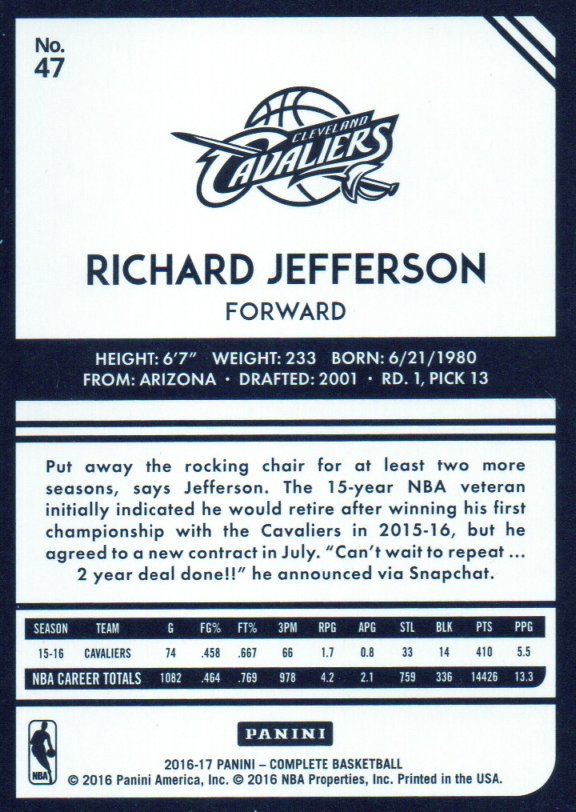 No.
47
CLEVELAND
CAVALIERS
RICHARD JEFFERSON
FORWARD
HEIGHT: 6'7" WEIGHT: 233 BORN: 6/21/1980
FROM: ARIZONA • DRAFTED: 2001 • RD. 1, PICK 13
Put away the rocking chair for at least two more
seasons, says Jefferson. The 15-year NBA veteran
initially indicated he would retire after winning his first
championship with the Cavaliers in 2015-16, but he
agreed to a new contract in July. “Can’t wait to repeat ...
2 year deal done!!” he announced via Snapchat.
SEASON TEAM G FG% FT% 3PM RPG APG STL BLK PTS PPG
15-16 CAVALIERS 74 .458 .667 66 1.7 0.8 33 14 410 5.5
NBA CAREER TOTALS 1082 .464 .769 978 4.2 2.1 759 336 14426 13.3
NBA
PANINI
2016-17 PANINI – COMPLETE BASKETBALL
© 2016 Panini America, Inc. © 2016 NBA Properties, Inc. Printed in the USA.